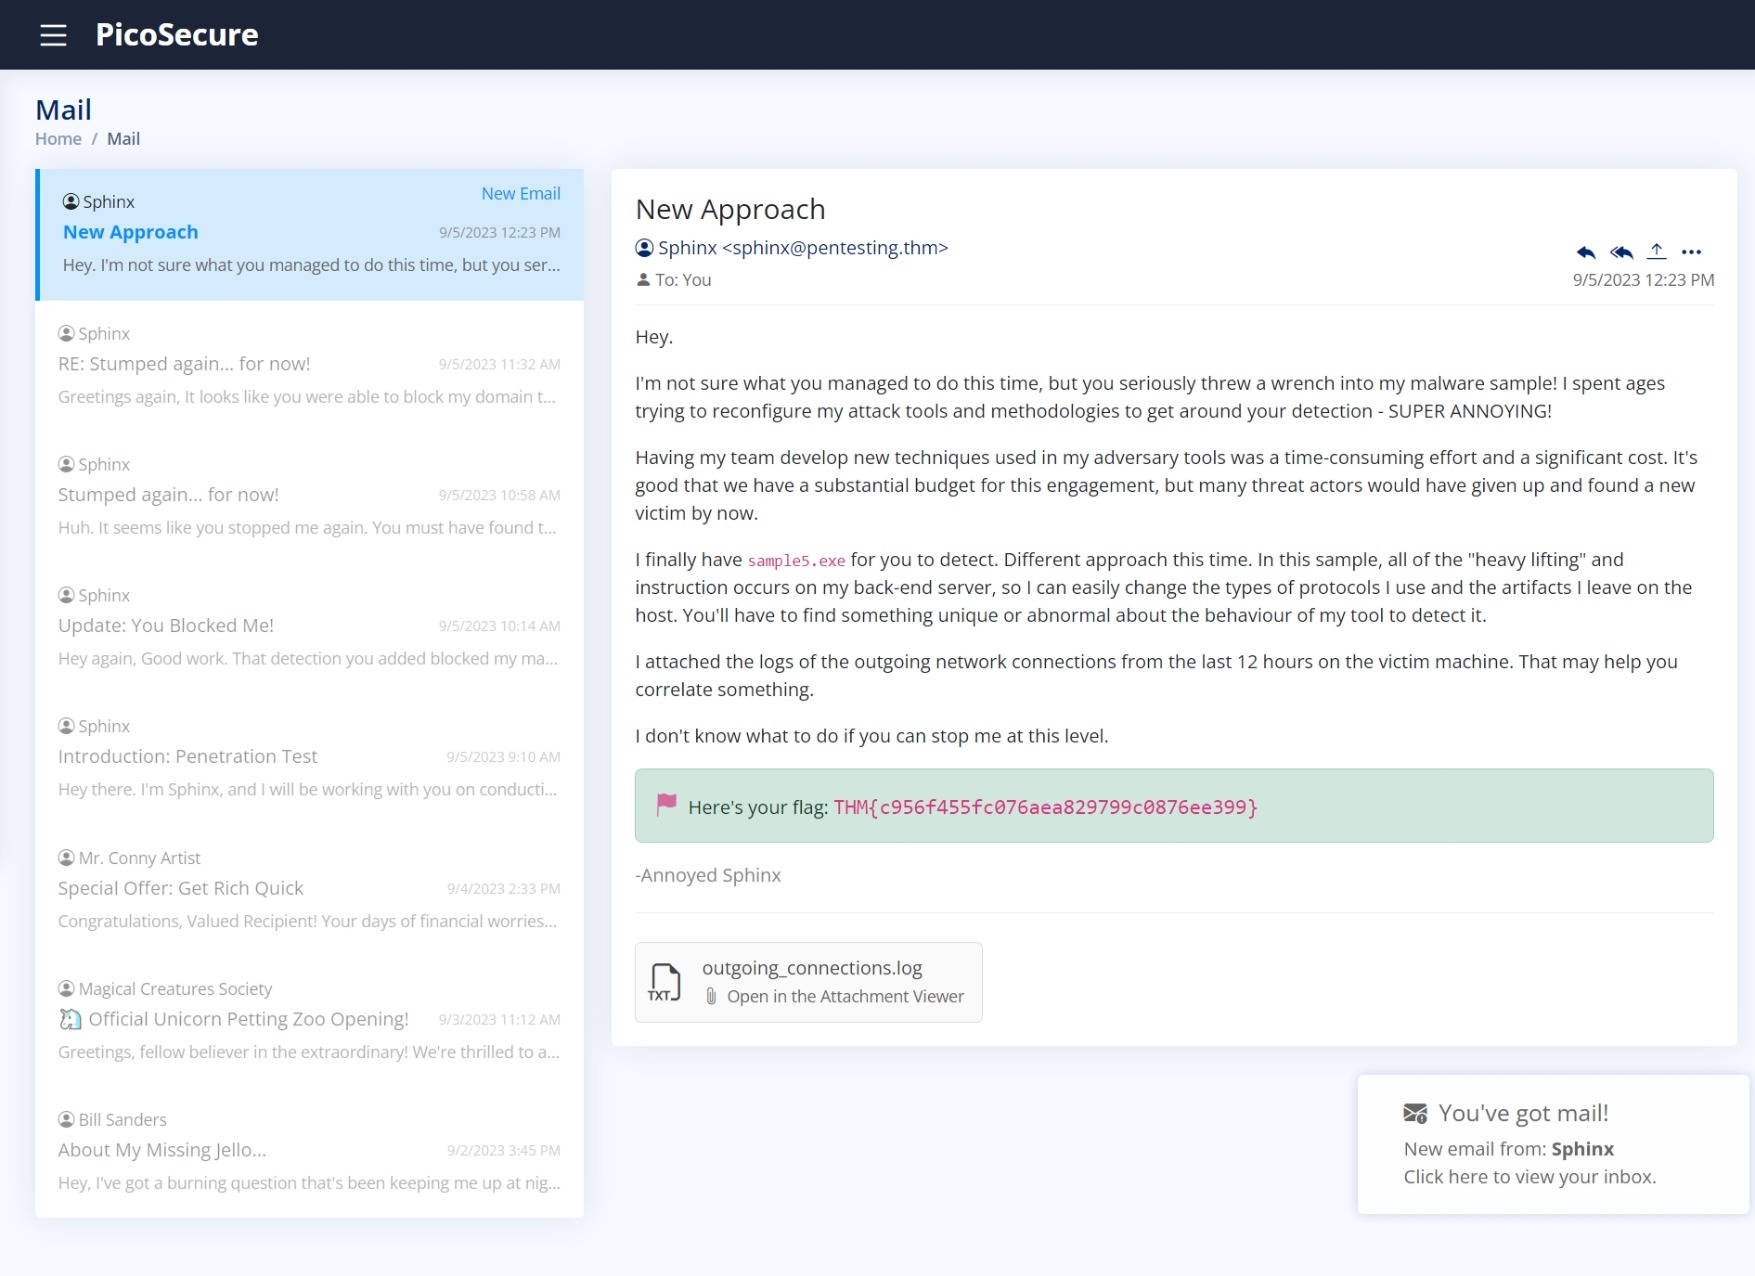 PicoSecure
Mail
Home / Mail
Sphinx
New Email
New Approach
9/5/2023 12:23 PM
Hey. I'm not sure what you managed to do this time, but you ser...
Sphinx
RE: Stumped again... for now!
9/5/2023 11:32 AM
Greetings again, It looks like you were able to block my domain t...
Sphinx
Stumped again... for now!
9/5/2023 10:58 AM
Huh. It seems like you stopped me again. You must have found t...
Sphinx
Update: You Blocked Me!
9/5/2023 10:14 AM
Hey again, Good work. That detection you added blocked my ma...
Sphinx
Introduction: Penetration Test
9/5/2023 9:10 AM
Hey there. I'm Sphinx, and I will be working with you on conducti...
Mr. Conny Artist
Special Offer: Get Rich Quick
9/4/2023 2:33 PM
Congratulations, Valued Recipient! Your days of financial worries...
Magical Creatures Society
Official Unicorn Petting Zoo Opening!
9/3/2023 11:12 AM
Greetings, fellow believer in the extraordinary! We're thrilled to a...
Bill Sanders
About My Missing Jello...
9/2/2023 3:45 PM
Hey, I've got a burning question that's been keeping me up at nig...
New Approach
Sphinx <sphinx@pentesting.thm>
To: You
9/5/2023 12:23 PM
Hey.
I'm not sure what you managed to do this time, but you seriously threw a wrench into my malware sample! I spent ages
trying to reconfigure my attack tools and methodologies to get around your detection - SUPER ANNOYING!
Having my team develop new techniques used in my adversary tools was a time-consuming effort and a significant cost. It's
good that we have a substantial budget for this engagement, but many threat actors would have given up and found a new
victim by now.
I finally have sample5.exe for you to detect. Different approach this time. In this sample, all of the "heavy lifting" and
instruction occurs on my back-end server, so I can easily change the types of protocols I use and the artifacts I leave on the
host. You'll have to find something unique or abnormal about the behaviour of my tool to detect it.
I attached the logs of the outgoing network connections from the last 12 hours on the victim machine. That may help you
correlate something.
I don't know what to do if you can stop me at this level.
Here's your flag: THM{c956f455fc076aea829799c0876ee399}
-Annoyed Sphinx
TXT
outgoing_connections.log
Open in the Attachment Viewer
You've got mail!
New email from: Sphinx
Click here to view your inbox.